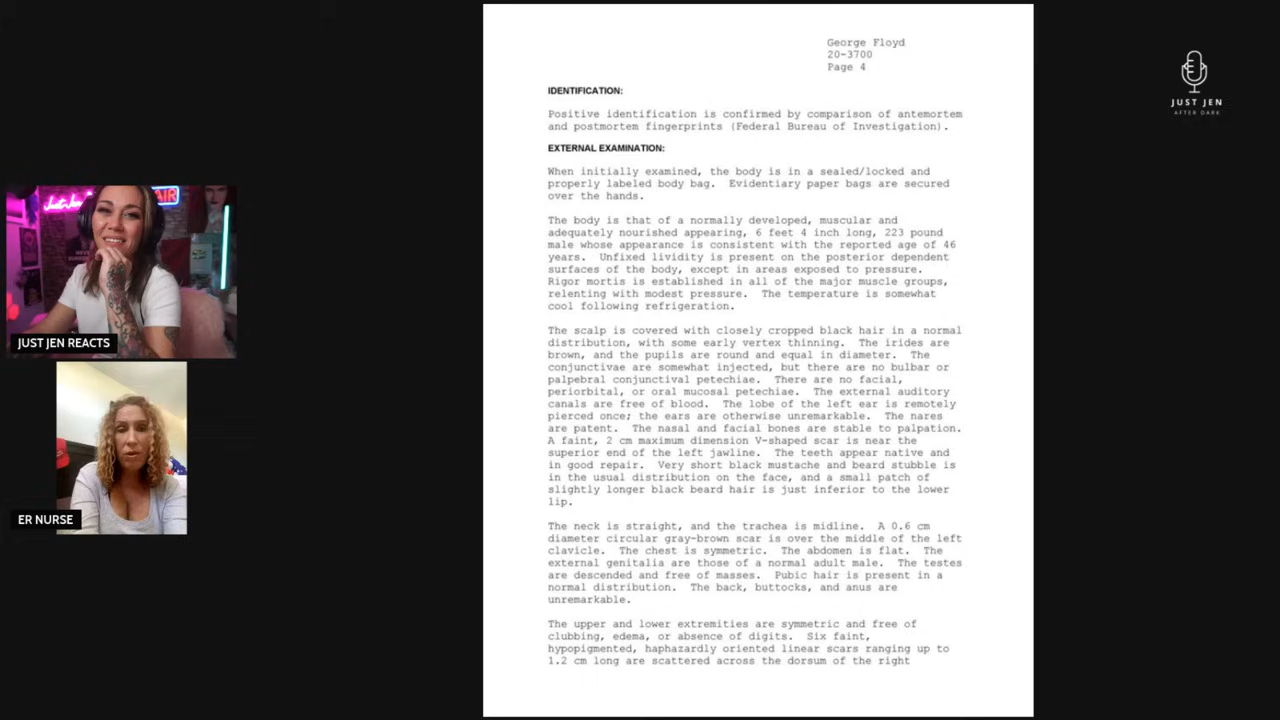 George Floyd
20-3700
Page 4
IDENTIFICATION:
Positive identification is confirmed by comparison of antemortem
and postmortem fingerprints (Federal Bureau of Investigation).
EXTERNAL EXAMINATION:
When initially examined, the body is in a sealed/locked and
properly labeled body bag. Evidentiary paper bags are secured
over the hands.
The body is that of a normally developed, muscular and
adequately nourished appearing, 6 feet 4 inch long, 223 pound
male whose appearance is consistent with the reported age of 46
years. Unfixed lividity is present on the posterior dependent
surfaces of the body, except in areas exposed to pressure.
Rigor mortis is established in all of the major muscle groups,
relenting with modest pressure. The temperature is somewhat
cool following refrigeration.
The scalp is covered with closely cropped black hair in a normal
distribution, with some early vertex thinning. The irides are
brown, and the pupils are round and equal in diameter. The
conjunctivae are somewhat injected, but there are no bulbar or
palpebral conjunctival petechiae. There are no facial,
periorbital, or oral mucosal petechiae. The external auditory
canals are free of blood. The lobe of the left ear is remotely
pierced once; the ears are otherwise unremarkable. The nares
are patent. The nasal and facial bones are stable to palpation.
A faint, 2 cm maximum dimension V-shaped scar is near the
superior end of the left jawline. The teeth appear native and
in good repair. Very short black mustache and beard stubble is
in the usual distribution on the face, and a small patch of
slightly longer black beard hair is just inferior to the lower
lip.
The neck is straight, and the trachea is midline. A 0.6 cm
diameter circular gray-brown scar is over the middle of the left
clavicle. The chest is symmetric. The abdomen is flat. The
external genitalia are those of a normal adult male. The testes
are descended and free of masses. Pubic hair is present in a
normal distribution. The back, buttocks, and anus are
unremarkable.
The upper and lower extremities are symmetric and free of
clubbing, edema, or absence of digits. Six faint,
hypopigmented, haphazardly oriented linear scars ranging up to
1.2 cm long are scattered across the dorsum of the right
JUST JEN
AFTER DARK
Just Jen
AIR
JUST JEN REACTS
ER NURSE